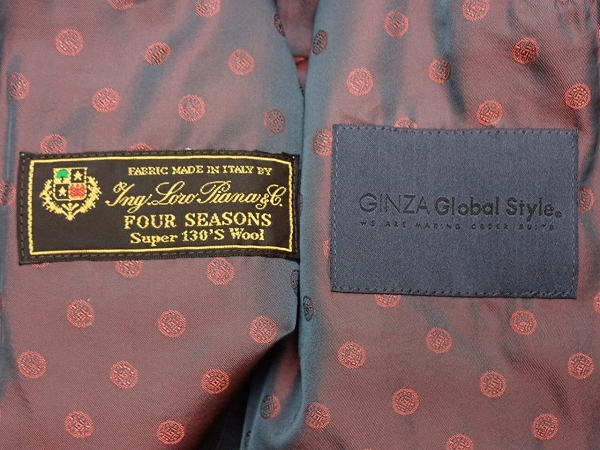 FABRIC MADE IN ITALY BY
Ing. Loro Piana & C.
FOUR SEASONS
Super 130'S Wool
GINZA Global Style®
WE ARE MAKING ORDER SUITS